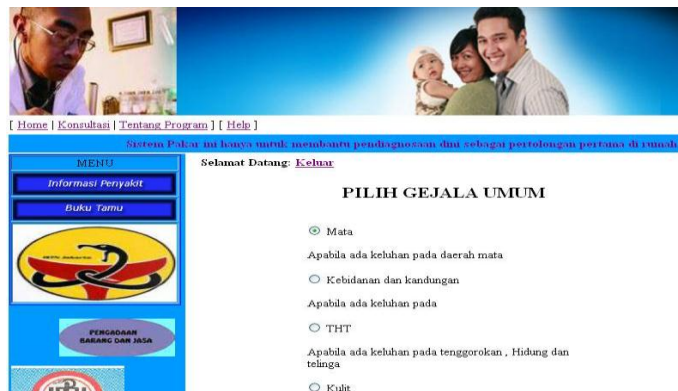 [ Home | Konsultasi | Tentang Program ] [ Help ]
Sistem Pakar ini hanya untuk membantu pendiagnosaan dini sebagai pertolongan pertama di rumah
MENU
Informasi Penyakit
Buku Tamu
PENGADAAN
BARANG DAN JASA
Selamat Datang: Keluar
PILIH GEJALA UMUM
Mata
Apabila ada keluhan pada daerah mata
Kebidanan dan kandungan
Apabila ada keluhan pada
THT
Apabila ada keluhan pada tenggorokan , Hidung dan
telinga
Kulit